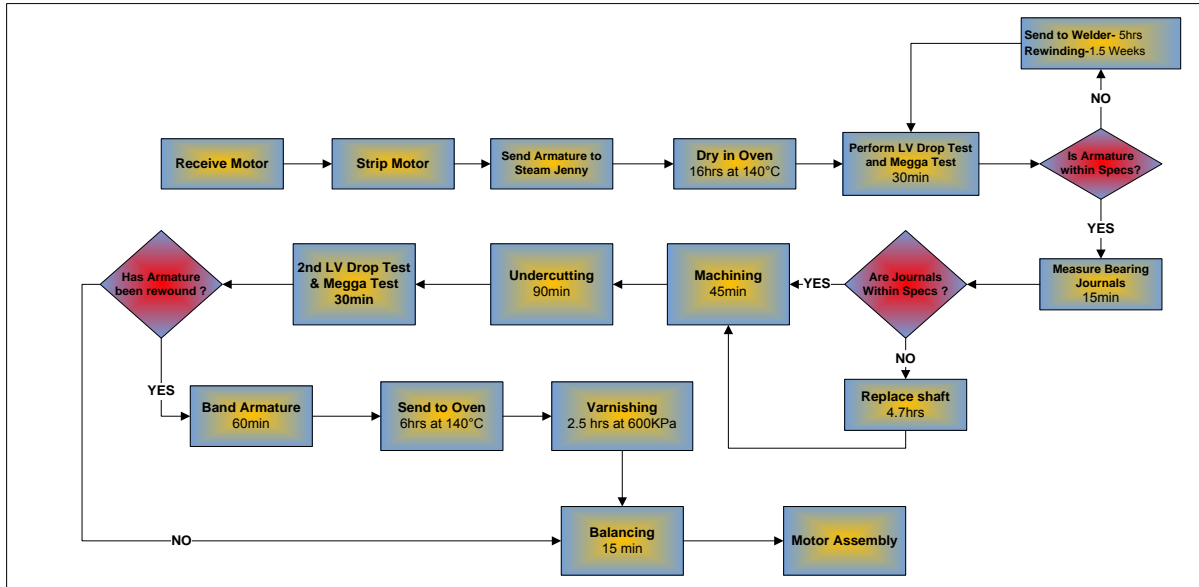 Receive Motor
Strip Motor
Send Armature to
Steam Jenny
Dry in Oven
16hrs at 140°C
Perform LV Drop Test
and Megga Test
30min
Is Armature
within Specs?
NO
Send to Welder- 5hrs
Rewinding-1.5 Weeks
YES
Measure Bearing
Journals
15min
Are Journals
Within Specs ?
NO
Replace shaft
4.7hrs
YES
Machining
45min
Undercutting
90min
2nd LV Drop Test
& Megga Test
30min
Has Armature
been rewound ?
YES
Band Armature
60min
Send to Oven
6hrs at 140°C
Varnishing
2.5 hrs at 600KPa
NO
Balancing
15 min
Motor Assembly